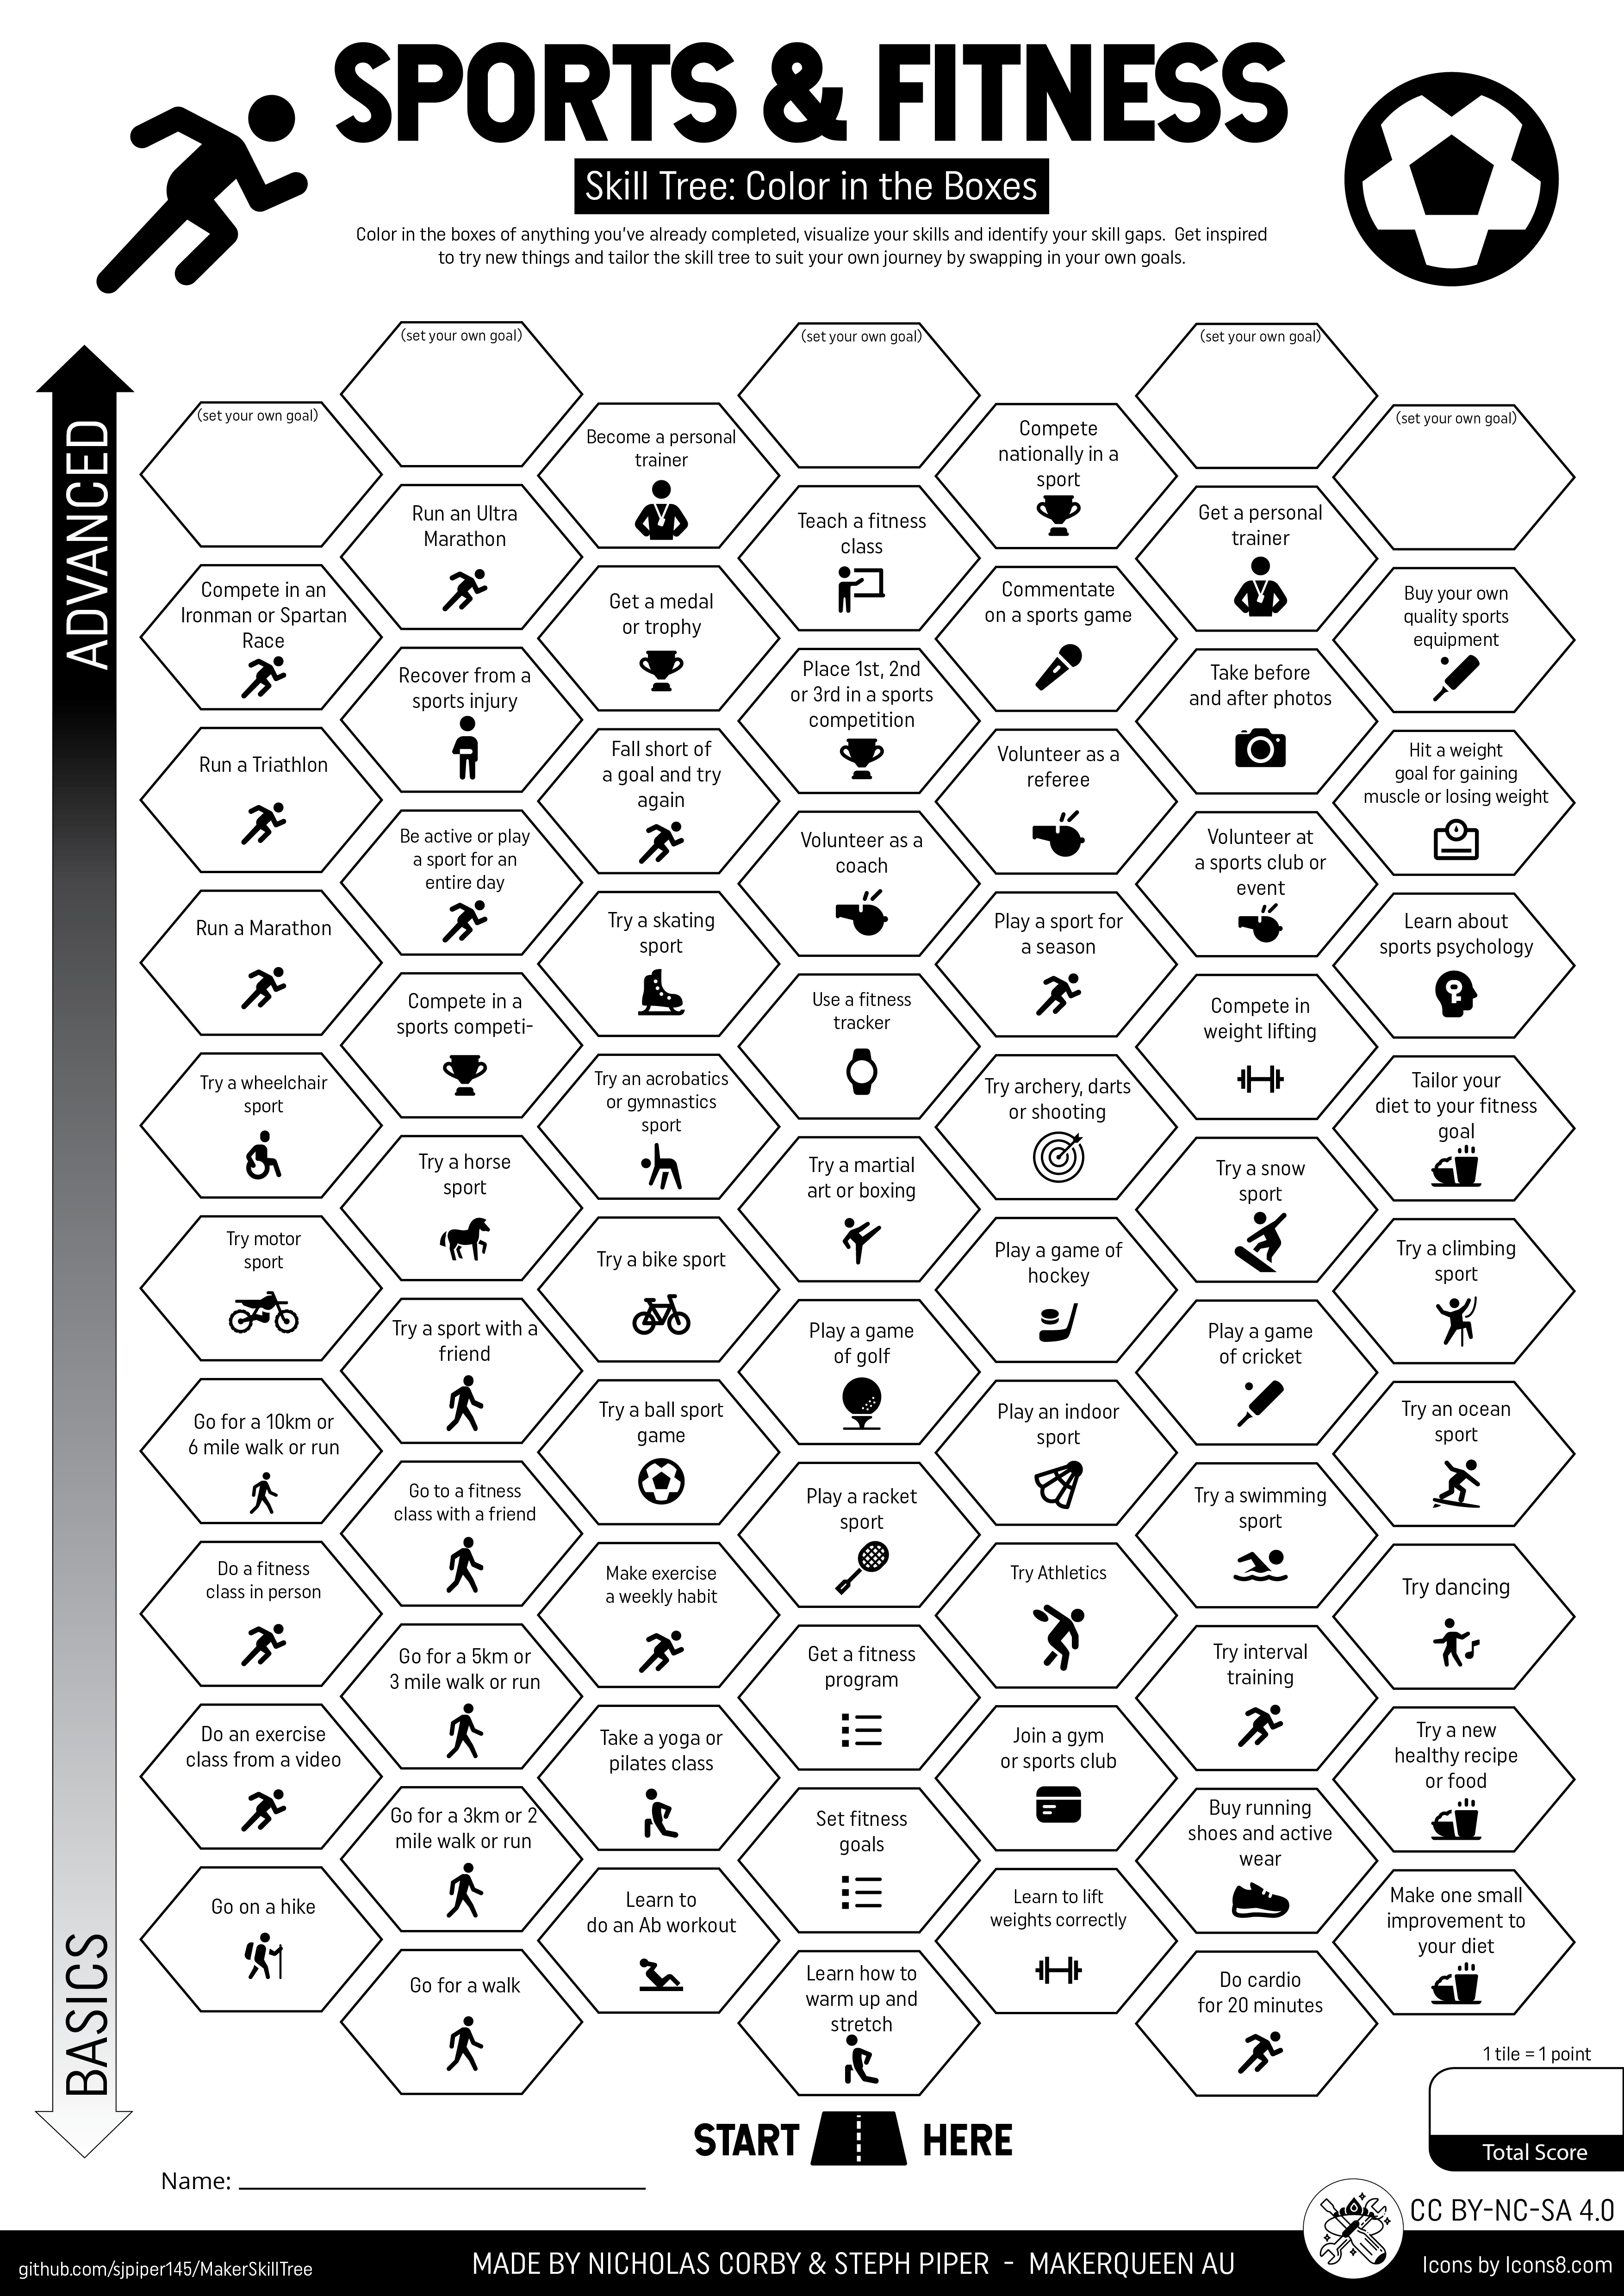 SPORTS & FITNESS
Skill Tree: Color in the Boxes
Color in the boxes of anything you've already completed, visualize your skills and identify your skill gaps. Get inspired
to try new things and tailor the skill tree to suit your own journey by swapping in your own goals.
ADVANCED
BASICS
(set your own goal)
(set your own goal)
(set your own goal)
(set your own goal)
Become a personal
trainer
Compete
nationally in a
sport
(set your own goal)
Run an Ultra
Marathon
Teach a fitness
class
Get a personal
trainer
Compete in an
Ironman or Spartan
Race
Get a medal
or trophy
Commentate
on a sports game
Buy your own
quality sports
equipment
Recover from a
sports injury
Place 1st, 2nd
or 3rd in a sports
competition
Take before
and after photos
Run a Triathlon
Fall short of
a goal and try
again
Volunteer as a
referee
Hit a weight
goal for gaining
muscle or losing weight
Be active or play
a sport for an
entire day
Volunteer as a
coach
Volunteer at
a sports club or
event
Run a Marathon
Try a skating
sport
Play a sport for
a season
Learn about
sports psychology
Compete in a
sports competi-
Use a fitness
tracker
Compete in
weight lifting
Try a wheelchair
sport
Try an acrobatics
or gymnastics
sport
Try archery, darts
or shooting
Tailor your
diet to your fitness
goal
Try a horse
sport
Try a martial
art or boxing
Try a snow
sport
Try motor
sport
Try a bike sport
Play a game of
hockey
Try a climbing
sport
Try a sport with a
friend
Play a game
of golf
Play a game
of cricket
Go for a 10km or
6 mile walk or run
Try a ball sport
game
Play an indoor
sport
Try an ocean
sport
Go to a fitness
class with a friend
Play a racket
sport
Try a swimming
sport
Do a fitness
class in person
Make exercise
a weekly habit
Try Athletics
Try dancing
Go for a 5km or
3 mile walk or run
Get a fitness
program
Try interval
training
Do an exercise
class from a video
Take a yoga or
pilates class
Join a gym
or sports club
Try a new
healthy recipe
or food
Go for a 3km or 2
mile walk or run
Set fitness
goals
Buy running
shoes and active
wear
Go on a hike
Learn to
do an Ab workout
Learn to lift
weights correctly
Make one small
improvement to
your diet
Go for a walk
Learn how to
warm up and
stretch
Do cardio
for 20 minutes
1 tile = 1 point
Total Score
START HERE
Name:
CC BY-NC-SA 4.0
github.com/sjpiper145/MakerSkillTree
MADE BY NICHOLAS CORBY & STEPH PIPER - MAKERQUEEN AU
Icons by Icons8.com